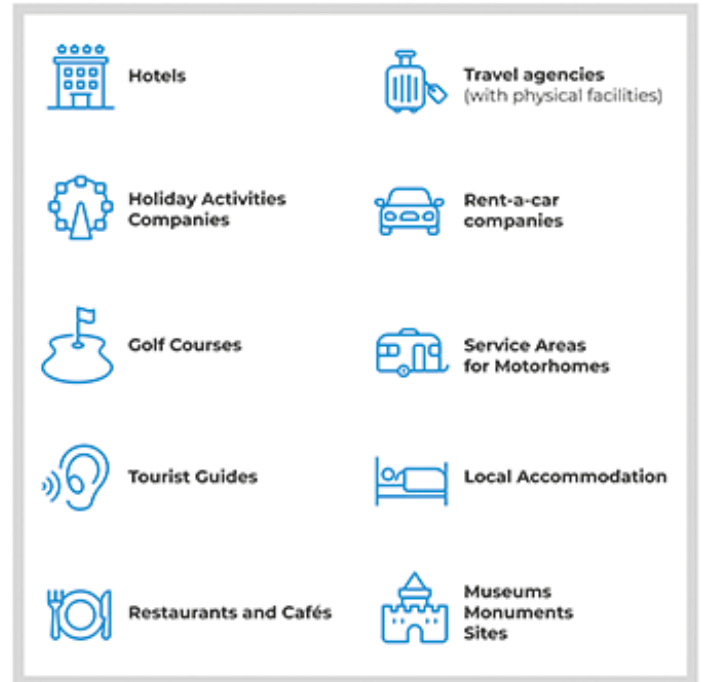 Hotels
Travel agencies
(with physical facilities)
Holiday Activities
Companies
Rent-a-car
companies
Golf Courses
Service Areas
for Motorhomes
Tourist Guides
Local Accommodation
Restaurants and Cafés
Museums
Monuments
Sites